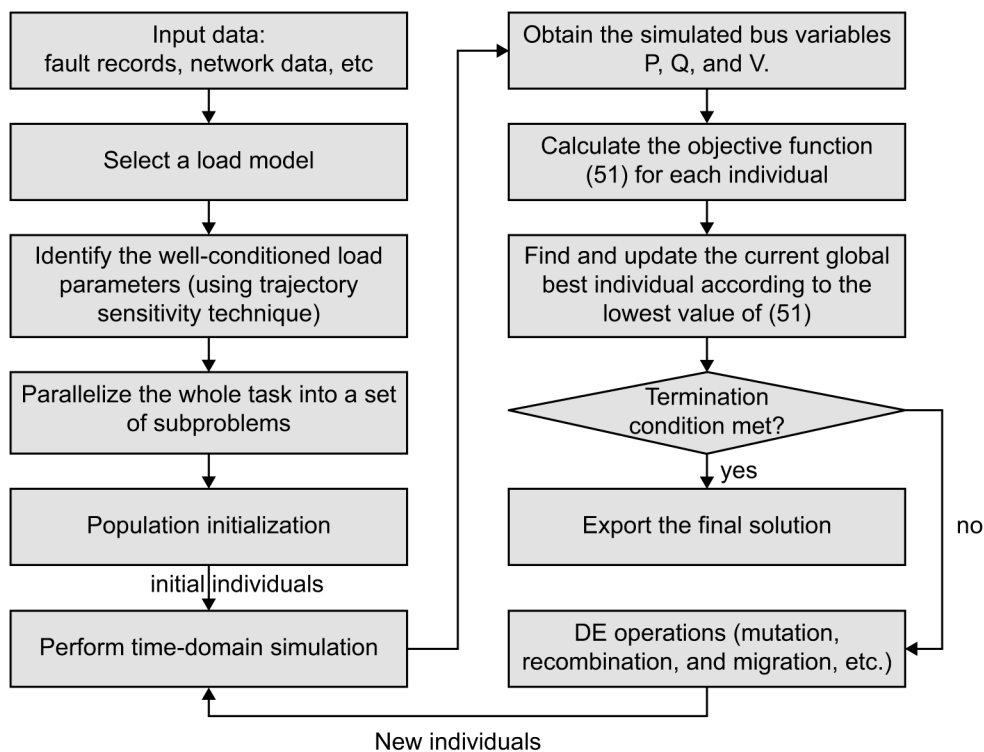 Input data:
fault records, network data, etc
Select a load model
Identify the well-conditioned load
parameters (using trajectory
sensitivity technique)
Parallelize the whole task into a set
of subproblems
Population initialization
initial individuals
Perform time-domain simulation
Obtain the simulated bus variables
P, Q, and V.
Calculate the objective function
(51) for each individual
Find and update the current global
best individual according to the
lowest value of (51)
Termination
condition met?
yes
Export the final solution
no
DE operations (mutation,
recombination, and migration, etc.)
New individuals